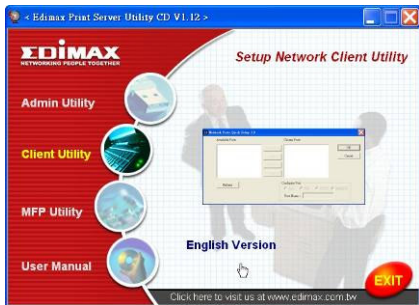 < Edimax Print Server Utility CD V1.12 >
EDIMAX
NETWORKING PEOPLE TOGETHER
Setup Network Client Utility
Admin Utility
Client Utility
MFP Utility
User Manual
English Version
EXIT
Click here to visit us at www.edimax.com.tw